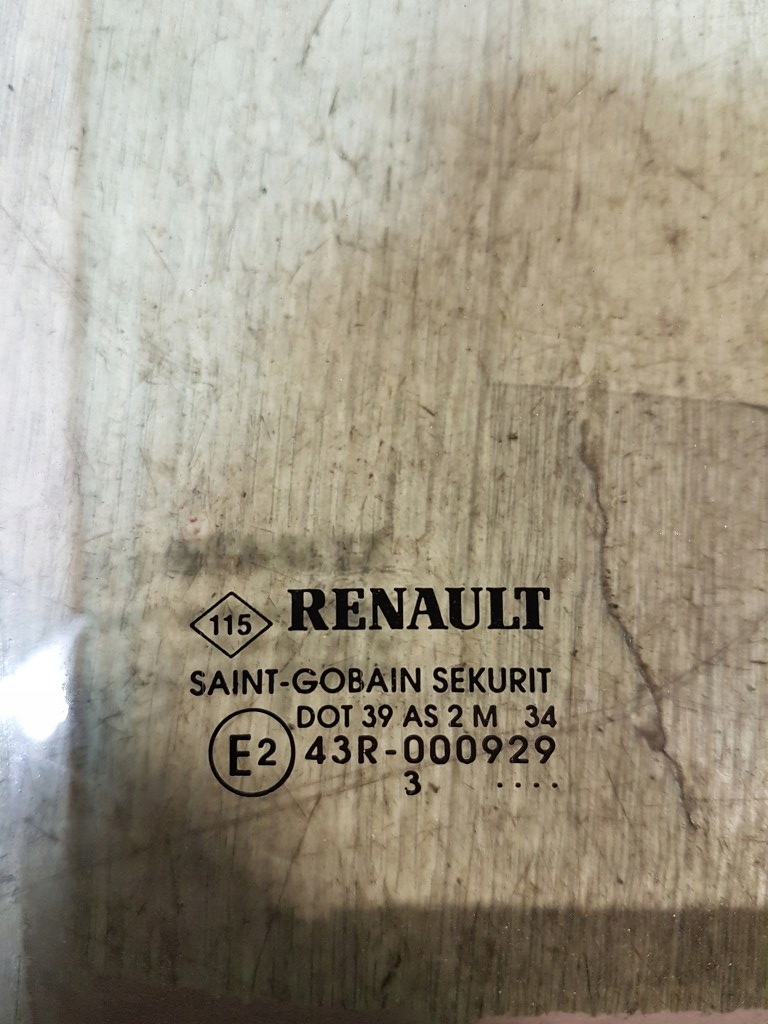 115 RENAULT
SAINT-GOBAIN SEKURIT
DOT 39 AS 2 M 34
E2 43R-000929
3 ....